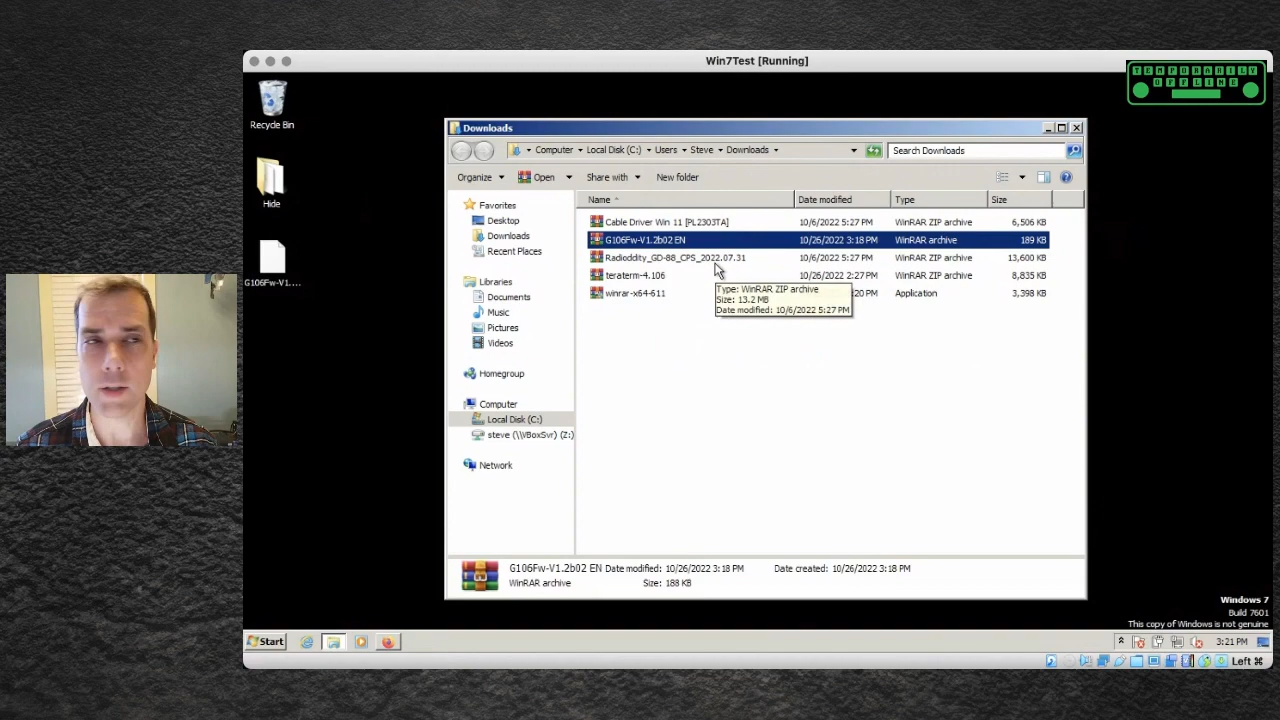 Win7Test [Running]
TEMPORARILY
OFFLINE
Recycle Bin
Hide
G106Fw-V1....
Downloads
Computer
Local Disk (C:)
Users
Steve
Downloads
Search Downloads
Organize
Open
Share with
New folder
Favorites
Desktop
Downloads
Recent Places
Libraries
Documents
Music
Pictures
Videos
Homegroup
Computer
Local Disk (C:)
steve (\\VBoxSvr) (Z:)
Network
Name Date modified Type Size
Cable Driver Win 11 [PL2303TA] 10/6/2022 5:27 PM WinRAR ZIP archive 6,506 KB
G106Fw-V1.2b02 EN 10/26/2022 3:18 PM WinRAR archive 189 KB
Radioddity_GD-88_CPS_2022.07.31 10/6/2022 5:27 PM WinRAR ZIP archive 13,600 KB
teraterm-4.106 10/26/2022 2:27 PM WinRAR ZIP archive 8,835 KB
winrar-x64-611 :20 PM Application 3,398 KB
Type: WinRAR ZIP archive
Size: 13.2 MB
Date modified: 10/6/2022 5:27 PM
G106Fw-V1.2b02 EN Date modified: 10/26/2022 3:18 PM Date created: 10/26/2022 3:18 PM
WinRAR archive Size: 188 KB
Windows 7
Build 7601
This copy of Windows is not genuine
Start
3:21 PM
Left ⌘